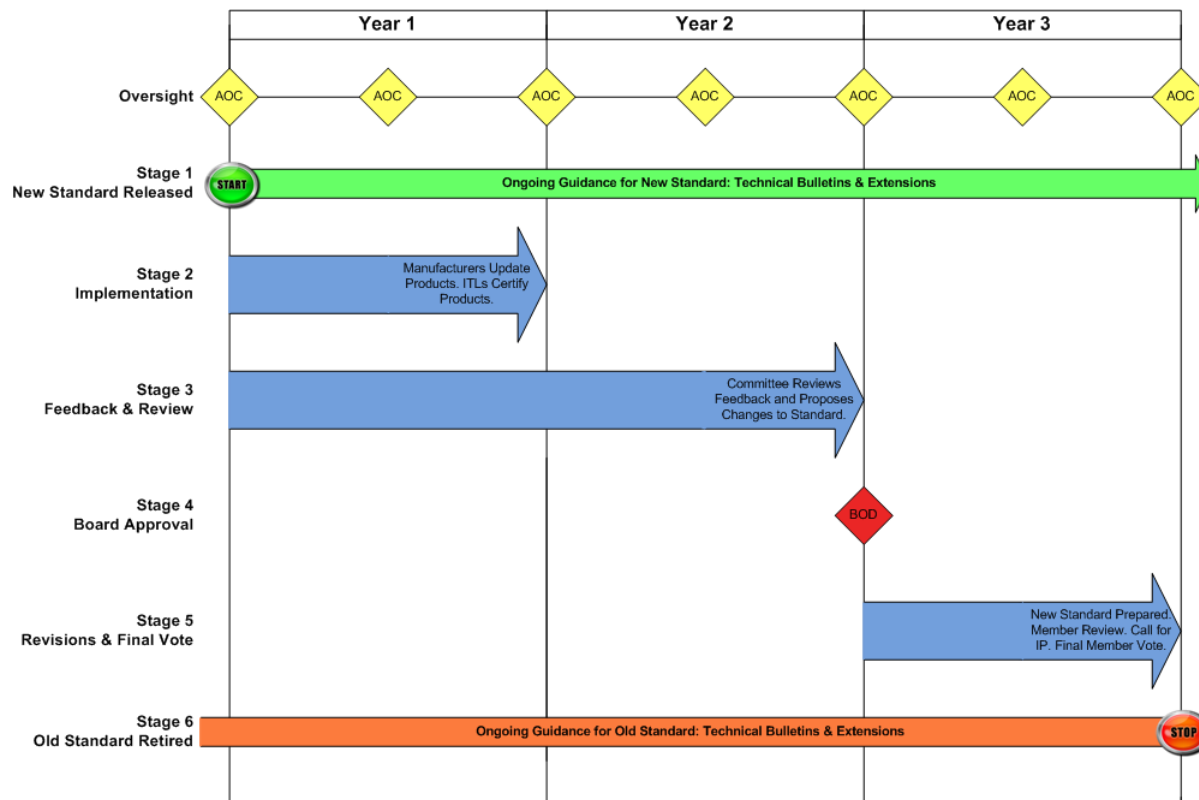 Year 1
Year 2
Year 3
Oversight
AOC
AOC
AOC
AOC
AOC
AOC
AOC
Stage 1
New Standard Released
START
Ongoing Guidance for New Standard: Technical Bulletins & Extensions
Stage 2
Implementation
Manufacturers Update
Products. ITLs Certify
Products.
Stage 3
Feedback & Review
Committee Reviews
Feedback and Proposes
Changes to Standard.
Stage 4
Board Approval
BOD
Stage 5
Revisions & Final Vote
New Standard Prepared.
Member Review. Call for
IP. Final Member Vote.
Stage 6
Old Standard Retired
Ongoing Guidance for Old Standard: Technical Bulletins & Extensions
STOP